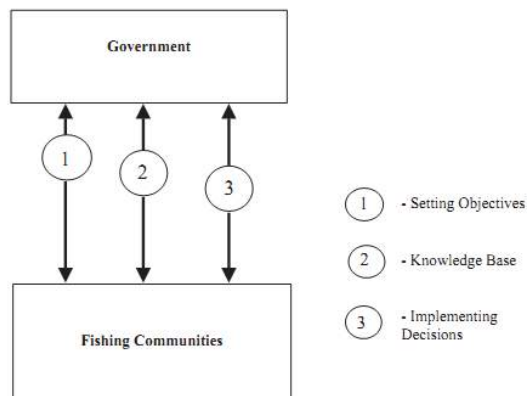 Government
1
2
3
1 - Setting Objectives
2 - Knowledge Base
3 - Implementing
Decisions
Fishing Communities